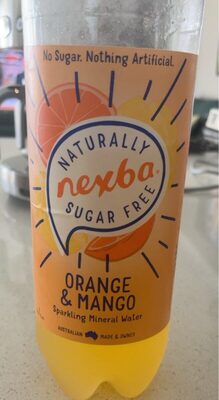 No Sugar. Nothing Artificial.
NATURALLY
nexba
SUGAR FREE
ORANGE
& MANGO
Sparkling Mineral Water
AUSTRALIAN MADE & OWNED